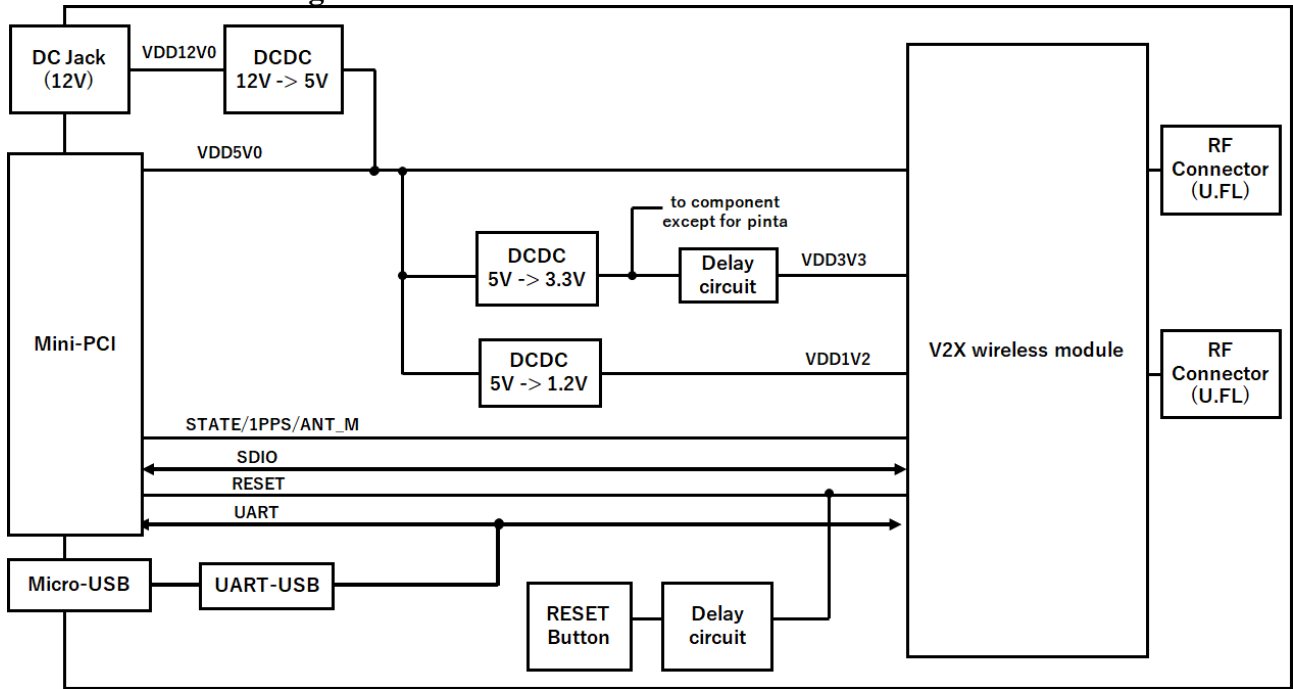 DC Jack
(12V)
VDD12V0
DCDC
12V -> 5V
VDD5V0
RF
Connector
(U.FL)
to component
except for pinta
DCDC
5V -> 3.3V
Delay
circuit
VDD3V3
Mini-PCI
DCDC
5V -> 1.2V
VDD1V2
V2X wireless module
RF
Connector
(U.FL)
STATE/1PPS/ANT_M
SDIO
RESET
UART
Micro-USB
UART-USB
RESET
Button
Delay
circuit